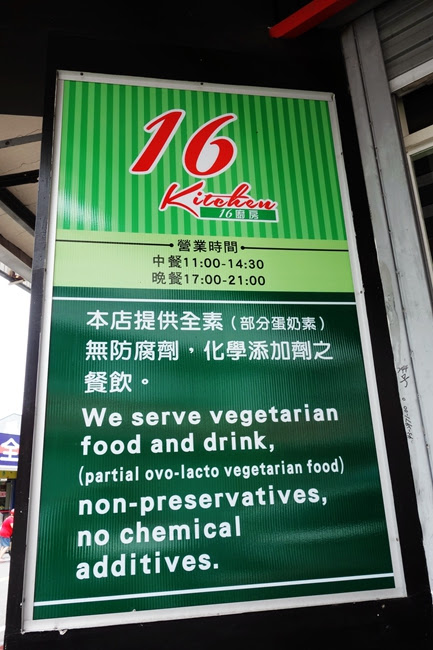 16
Kitchen
16廚房
營業時間
中餐11:00-14:30
晚餐17:00-21:00
本店提供全素（部分蛋奶素）
無防腐劑，化學添加劑之
餐飲。
We serve vegetarian
food and drink,
(partial ovo-lacto vegetarian food)
non-preservatives,
no chemical
additives.
全